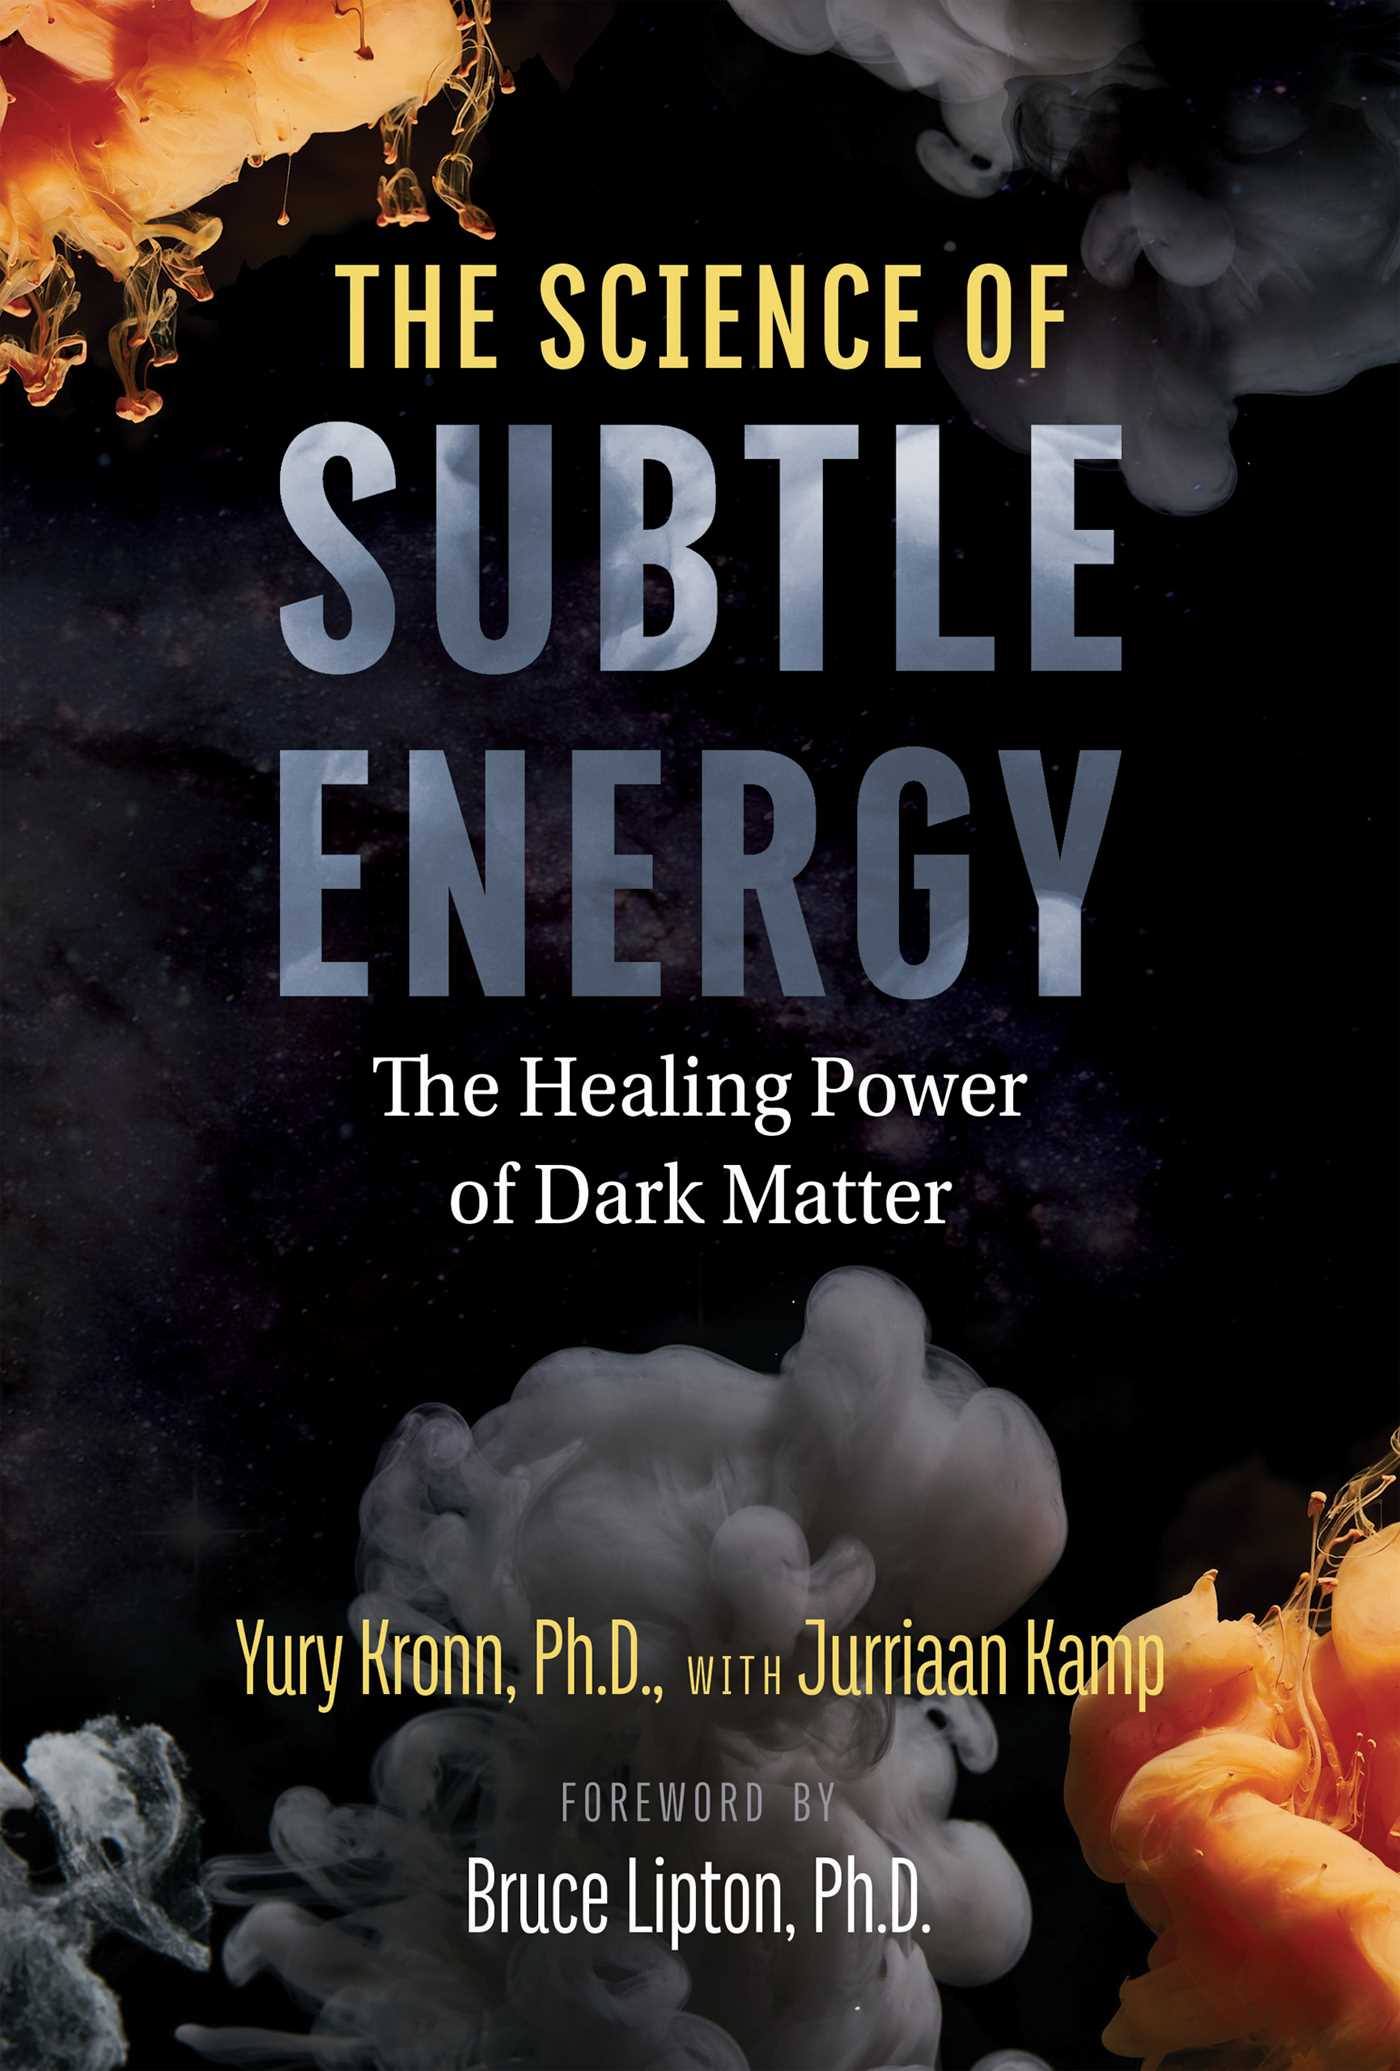 THE SCIENCE OF
SUBTLE
ENERGY
The Healing Power
of Dark Matter
Yury Kronn, Ph.D., WITH Jurriaan Kamp
FOREWORD BY
Bruce Lipton, Ph.D.